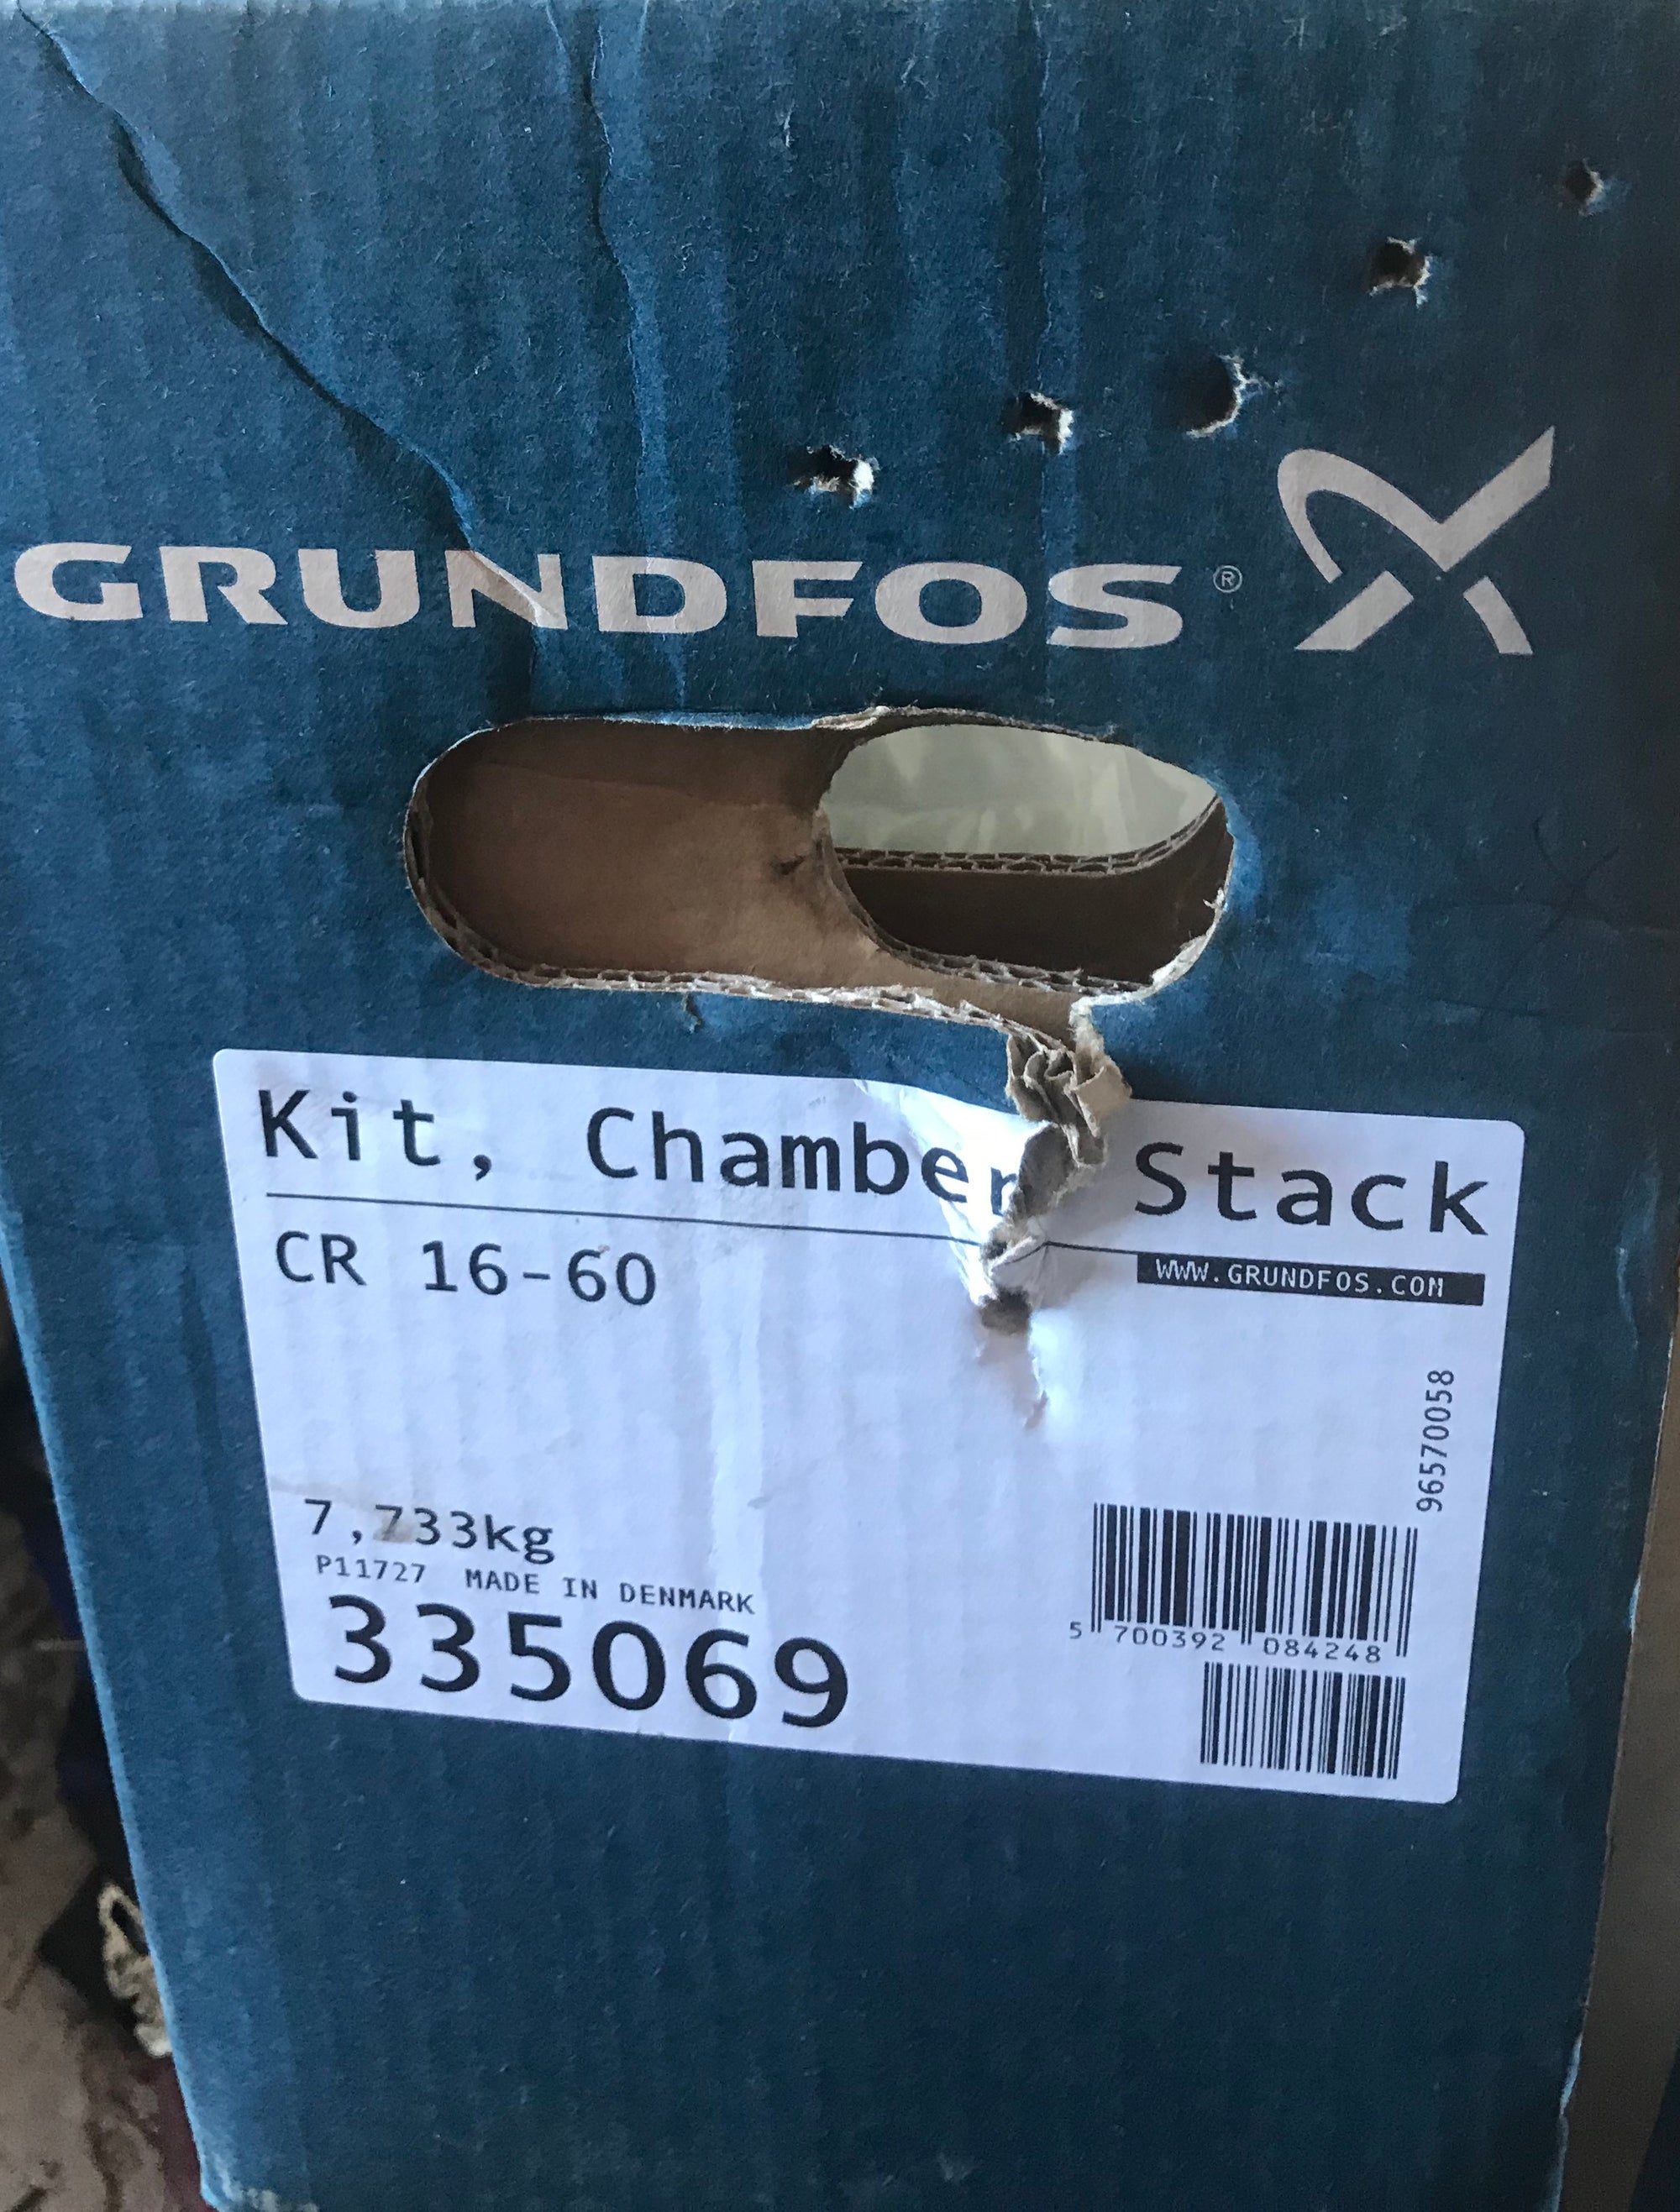 GRUNDFOS®
Kit, Chamber Stack
CR 16-60
WWW.GRUNDFOS.COM
96570058
7,733kg
P11727 MADE IN DENMARK
335069
5 700392 084248